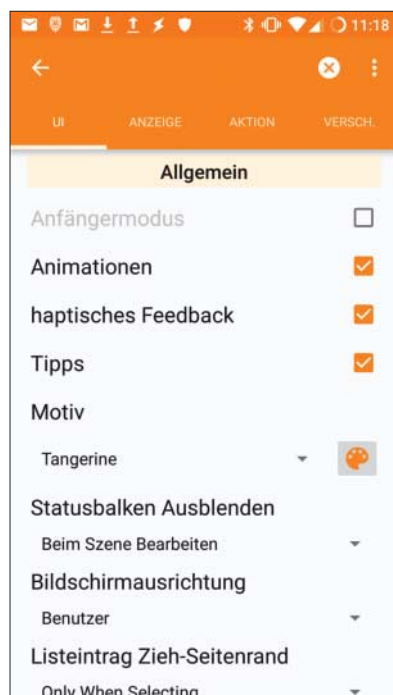 11:18
UI ANZEIGE AKTION VERSCH.
Allgemein
Anfängermodus
Animationen
haptisches Feedback
Tipps
Motiv
Tangerine
Statusbalken Ausblenden
Beim Szene Bearbeiten
Bildschirmausrichtung
Benutzer
Listeintrag Zieh-Seitenrand
Only When Selecting